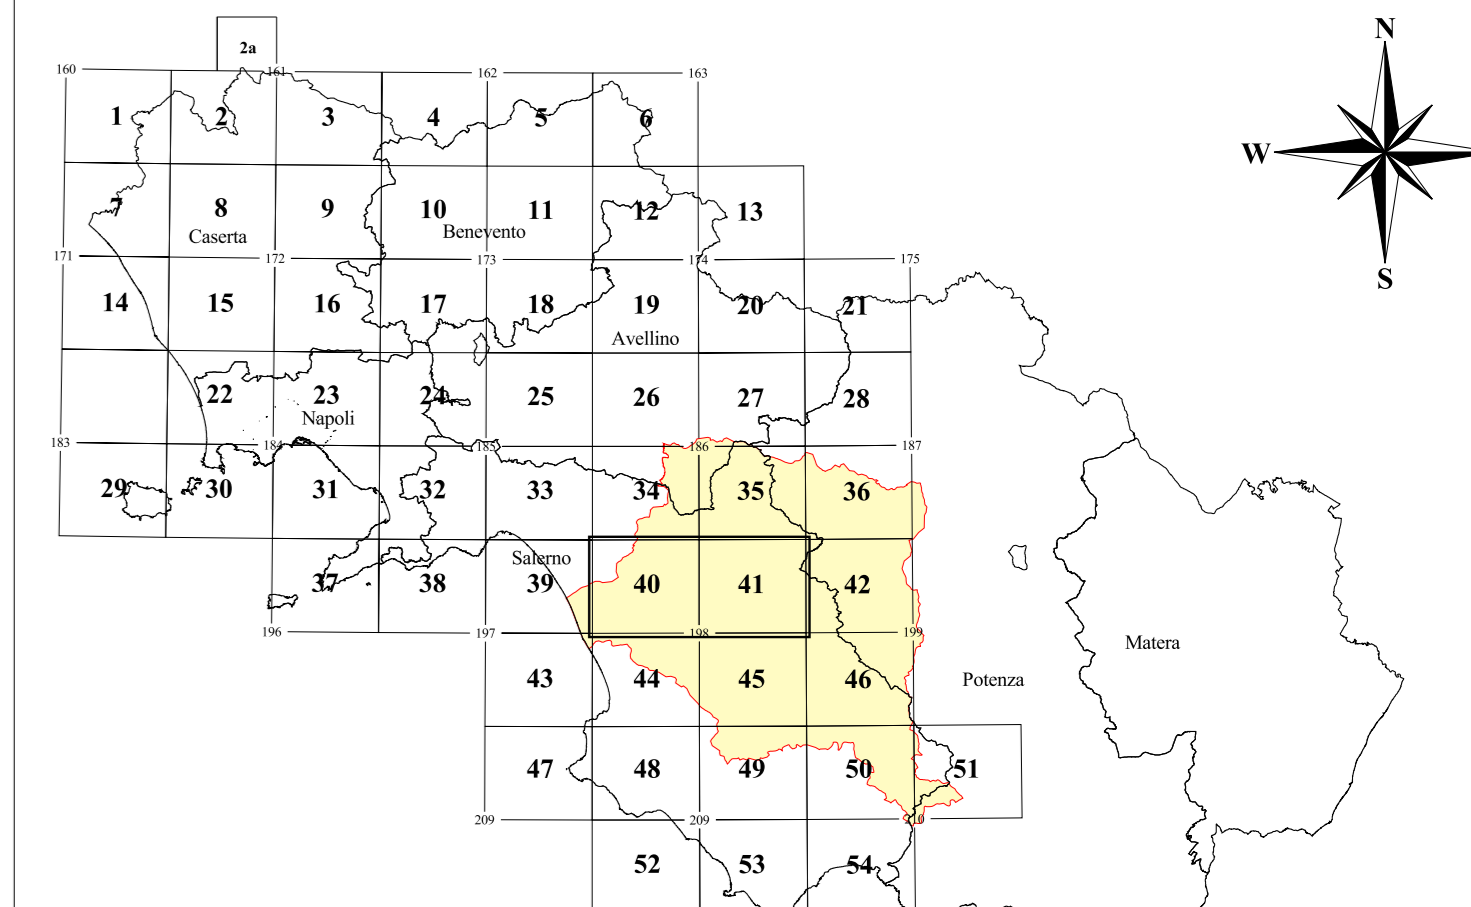 N
2a
160 161 162 163
1 2 3 4 5 6
W
7 8 9 10 11 12 13
Caserta Benevento
171 172 173 174 175
S
14 15 16 17 18 19 20 21
Avellino
22 23 24 25 26 27 28
Napoli
183 184 185 186 187
29 30 31 32 33 34 35 36
Salerno
37 38 39 40 41 42
196 197 198 199
Matera
43 44 45 46 Potenza
47 48 49 50 51
209 209 210
52 53 54